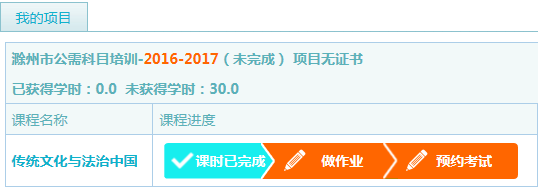 我的项目
滁州市公需科目培训-2016-2017（未完成） 项目无证书
已获得学时：0.0 未获得学时：30.0
课程名称 课程进度
传统文化与法治中国 课时已完成 做作业 预约考试